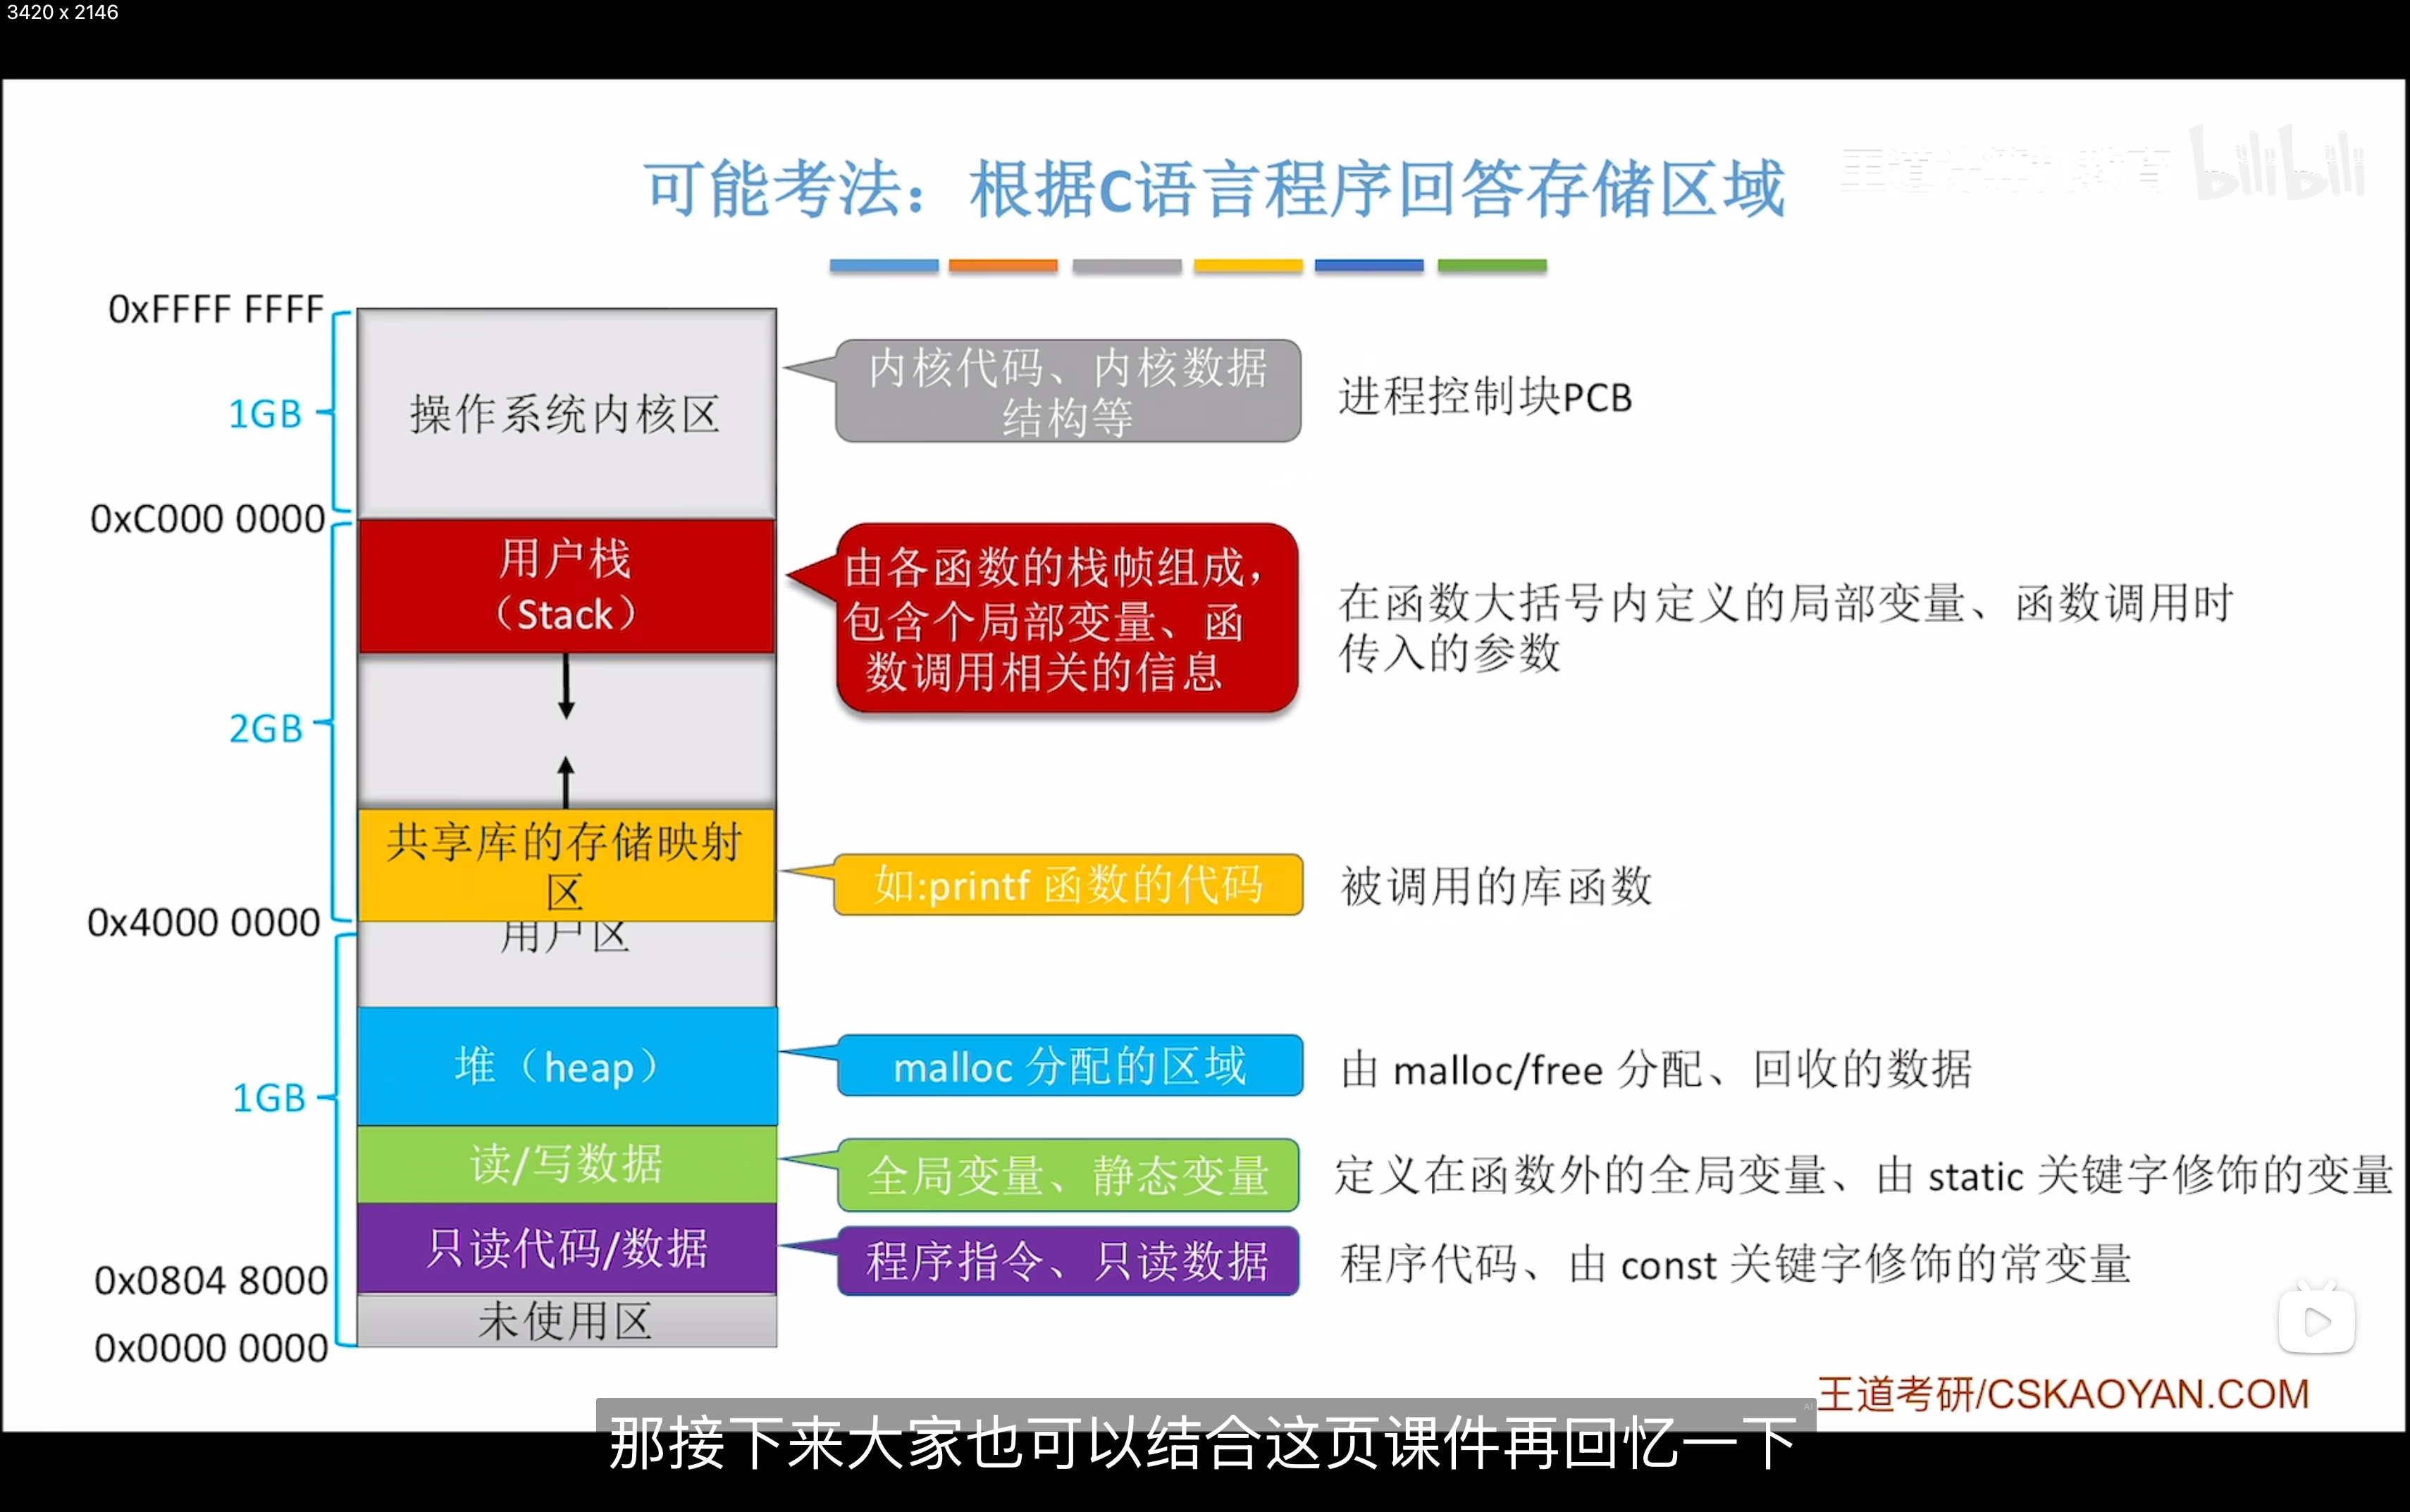 3420 x 2146
可能考法：根据C语言程序回答存储区域
bilibili
0xFFFF FFFF
1GB
操作系统内核区
内核代码、内核数据
结构等
进程控制块PCB
0xC000 0000
用户栈
（Stack）
由各函数的栈帧组成，
包含个局部变量、函
数调用相关的信息
在函数大括号内定义的局部变量、函数调用时
传入的参数
2GB
共享库的存储映射
区
如:printf 函数的代码
被调用的库函数
0x4000 0000
用户区
堆（heap）
malloc 分配的区域
由 malloc/free 分配、回收的数据
1GB
读/写数据
全局变量、静态变量
定义在函数外的全局变量、由 static 关键字修饰的变量
只读代码/数据
程序指令、只读数据
程序代码、由 const 关键字修饰的常变量
0x0804 8000
未使用区
0x0000 0000
王道考研/CSKAOYAN.COM
AI
那接下来大家也可以结合这页课件再回忆一下